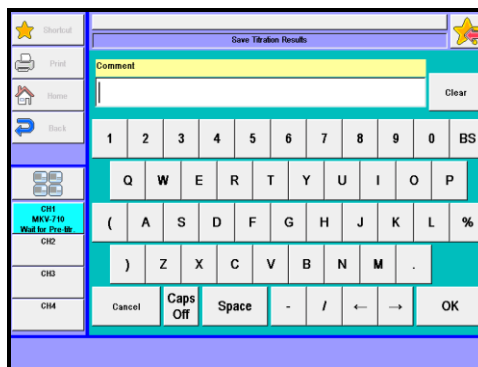 Shortcut
Save Titration Results
Print
Comment
Home
Clear
Back
1 2 3 4 5 6 7 8 9 0 BS
Q W E R T Y U I O P
CH1
MKV-710
Wait for Pre-titr.
( A S D F G H J K L %
CH2
) Z X C V B N M .
CH3
CH4
Cancel Caps Off Space - / ← → OK